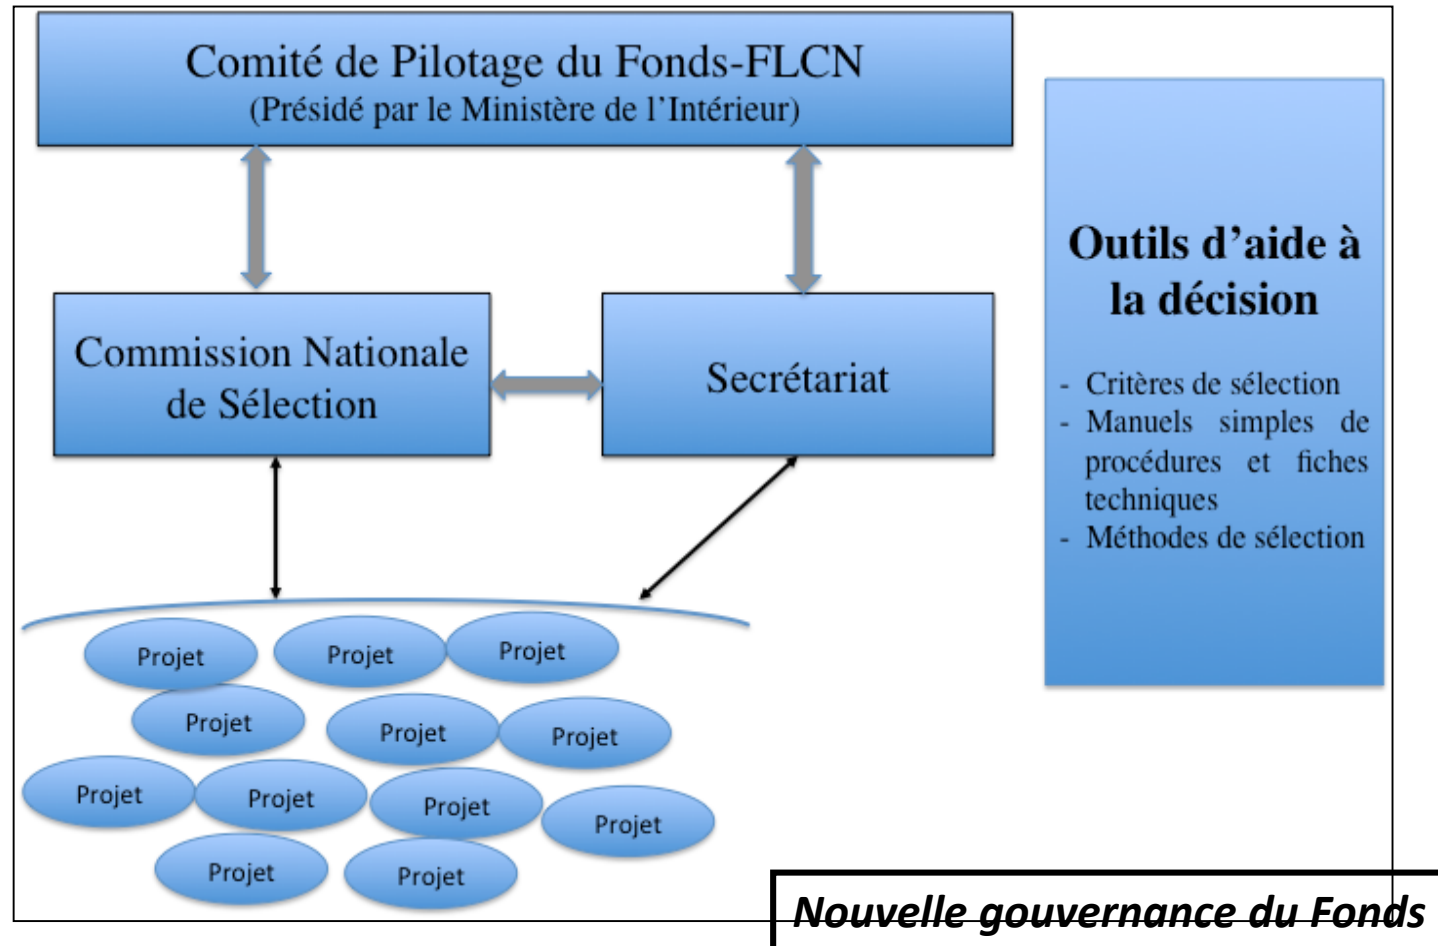 Comité de Pilotage du Fonds-FLCN
(Présidé par le Ministère de l’Intérieur)
Commission Nationale
de Sélection
Secrétariat
Outils d’aide à
la décision
- Critères de sélection
- Manuels simples de
procédures et fiches
techniques
- Méthodes de sélection
Projet
Projet
Projet
Projet
Projet
Projet
Projet
Projet
Projet
Projet
Projet
Projet
Nouvelle gouvernance du Fonds